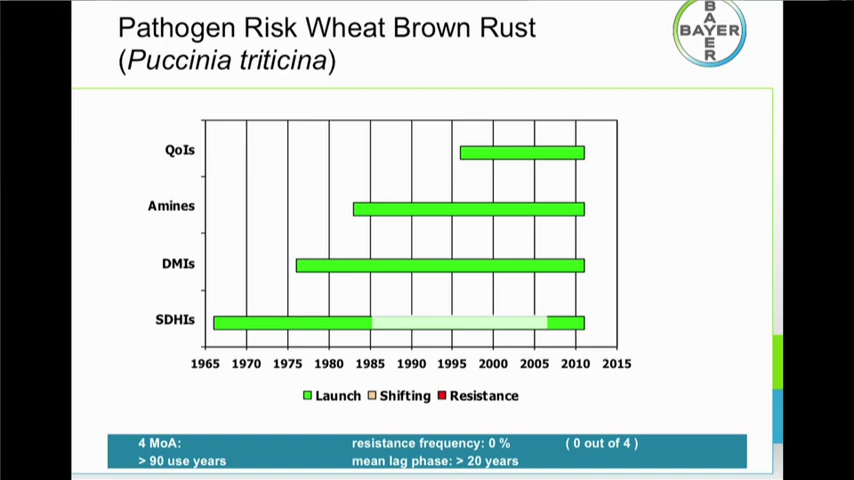 Pathogen Risk Wheat Brown Rust
(Puccinia triticina)
BAYER
BAYER
QoIs
Amines
DMIs
SDHIs
1965 1970 1975 1980 1985 1990 1995 2000 2005 2010 2015
Launch Shifting Resistance
4 MoA: resistance frequency: 0 % ( 0 out of 4 )
> 90 use years mean lag phase: > 20 years